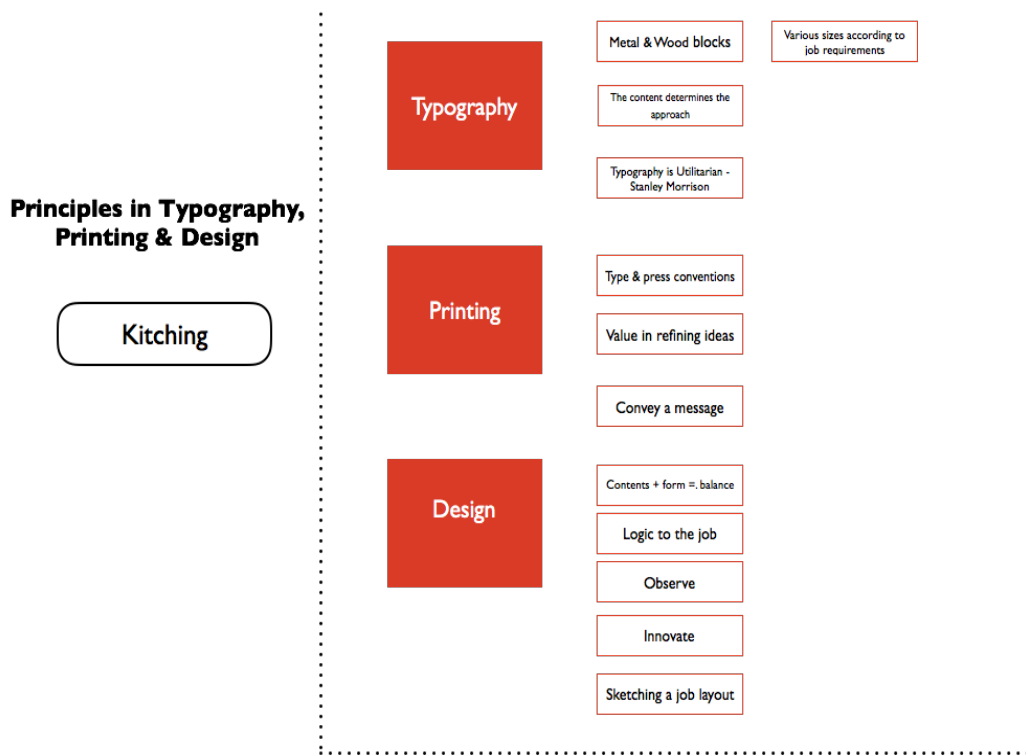 Principles in Typography,
Printing & Design
Kitching
Typography
Metal & Wood blocks
Various sizes according to
job requirements
The content determines the
approach
Typography is Utilitarian -
Stanley Morrison
Printing
Type & press conventions
Value in refining ideas
Convey a message
Design
Contents + form =. balance
Logic to the job
Observe
Innovate
Sketching a job layout